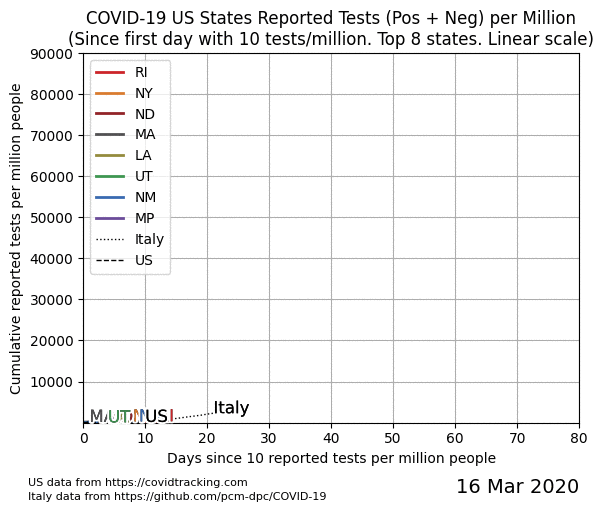 COVID-19 US States Reported Tests (Pos + Neg) per Million
(Since first day with 10 tests/million. Top 8 states. Linear scale)
Cumulative reported tests per million people
90000
80000
70000
60000
50000
40000
30000
20000
10000
RI
NY
ND
MA
LA
UT
NM
MP
Italy
US
Italy
MA UT US
0 10 20 30 40 50 60 70 80
Days since 10 reported tests per million people
US data from https://covidtracking.com
Italy data from https://github.com/pcm-dpc/COVID-19
16 Mar 2020